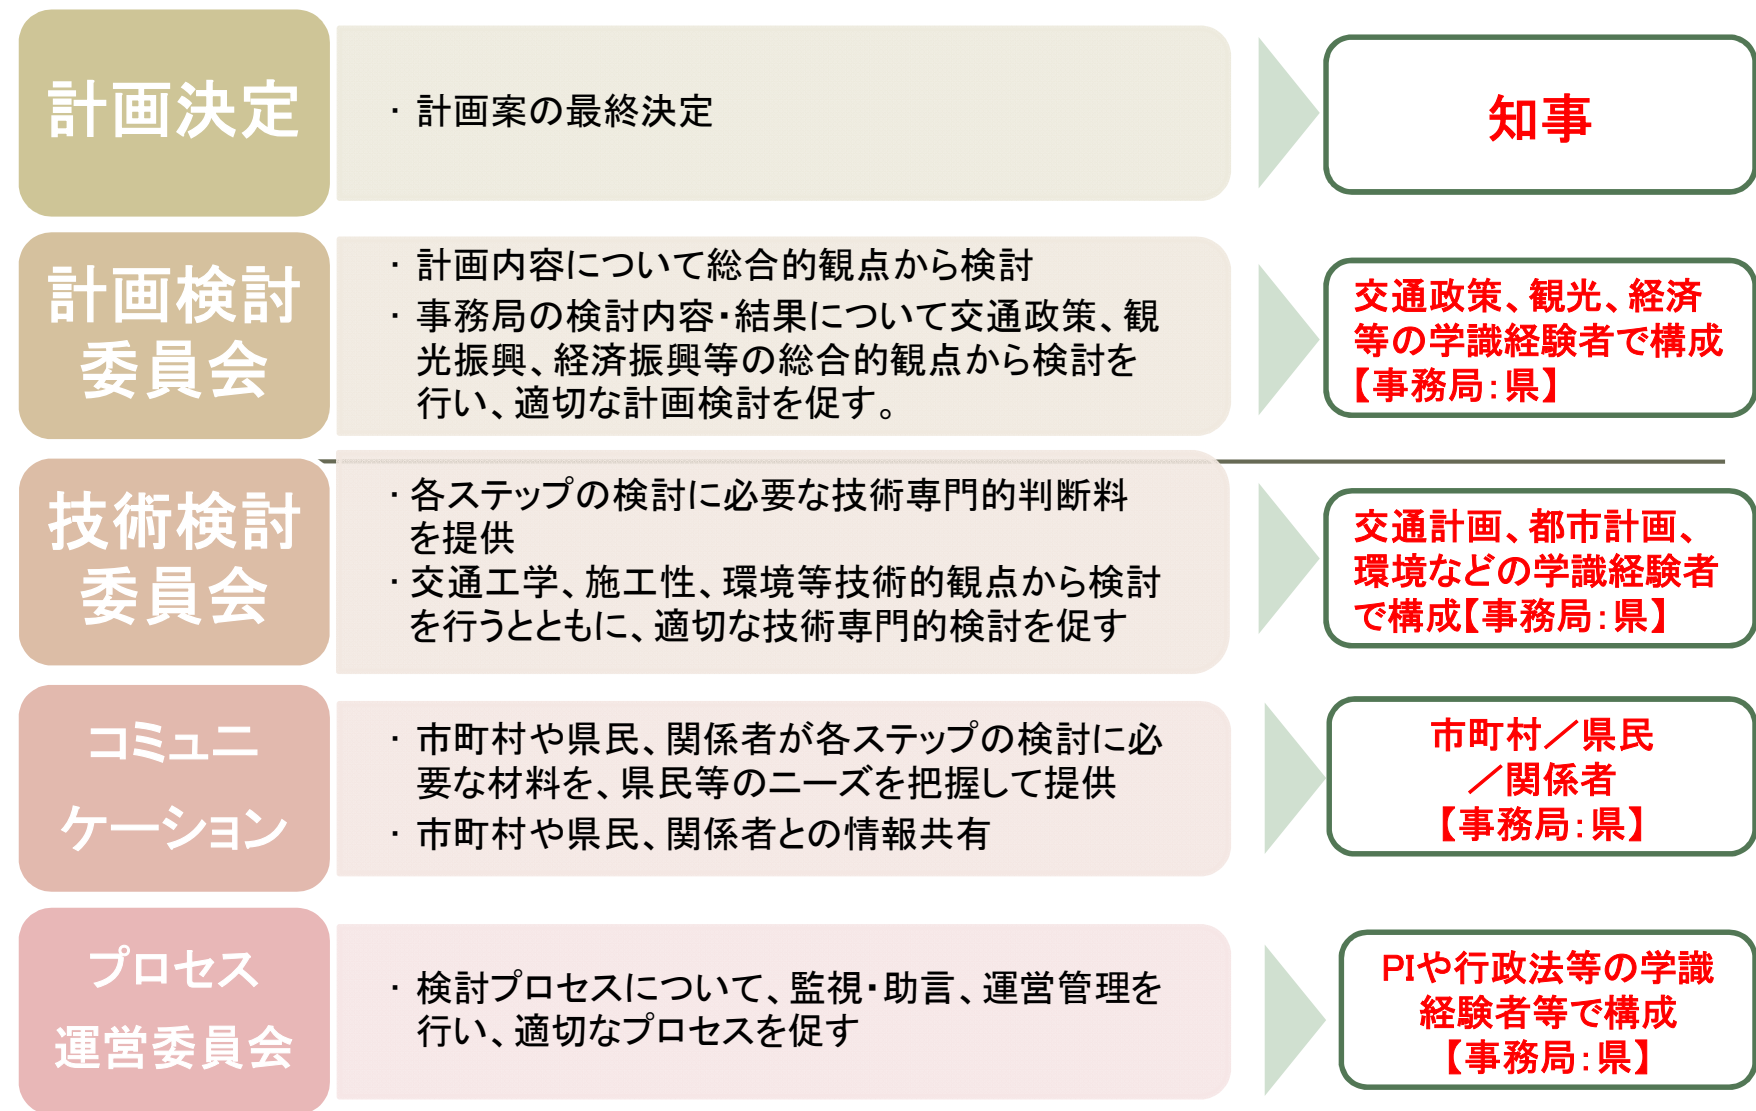 計画決定
・計画案の最終決定
知事
計画検討
委員会
・計画内容について総合的観点から検討
・事務局の検討内容・結果について交通政策、観
光振興、経済振興等の総合的観点から検討を
行い、適切な計画検討を促す。
交通政策、観光、経済
等の学識経験者で構成
【事務局:県】
技術検討
委員会
・各ステップの検討に必要な技術専門的判断料
を提供
・交通工学、施工性、環境等技術的観点から検討
を行うとともに、適切な技術専門的検討を促す
交通計画、都市計画、
環境などの学識経験者
で構成【事務局:県】
コミュニ
ケーション
・市町村や県民、関係者が各ステップの検討に必
要な材料を、県民等のニーズを把握して提供
・市町村や県民、関係者との情報共有
市町村／県民
／関係者
【事務局:県】
プロセス
運営委員会
・検討プロセスについて、監視・助言、運営管理を
行い、適切なプロセスを促す
PIや行政法等の学識
経験者等で構成
【事務局:県】